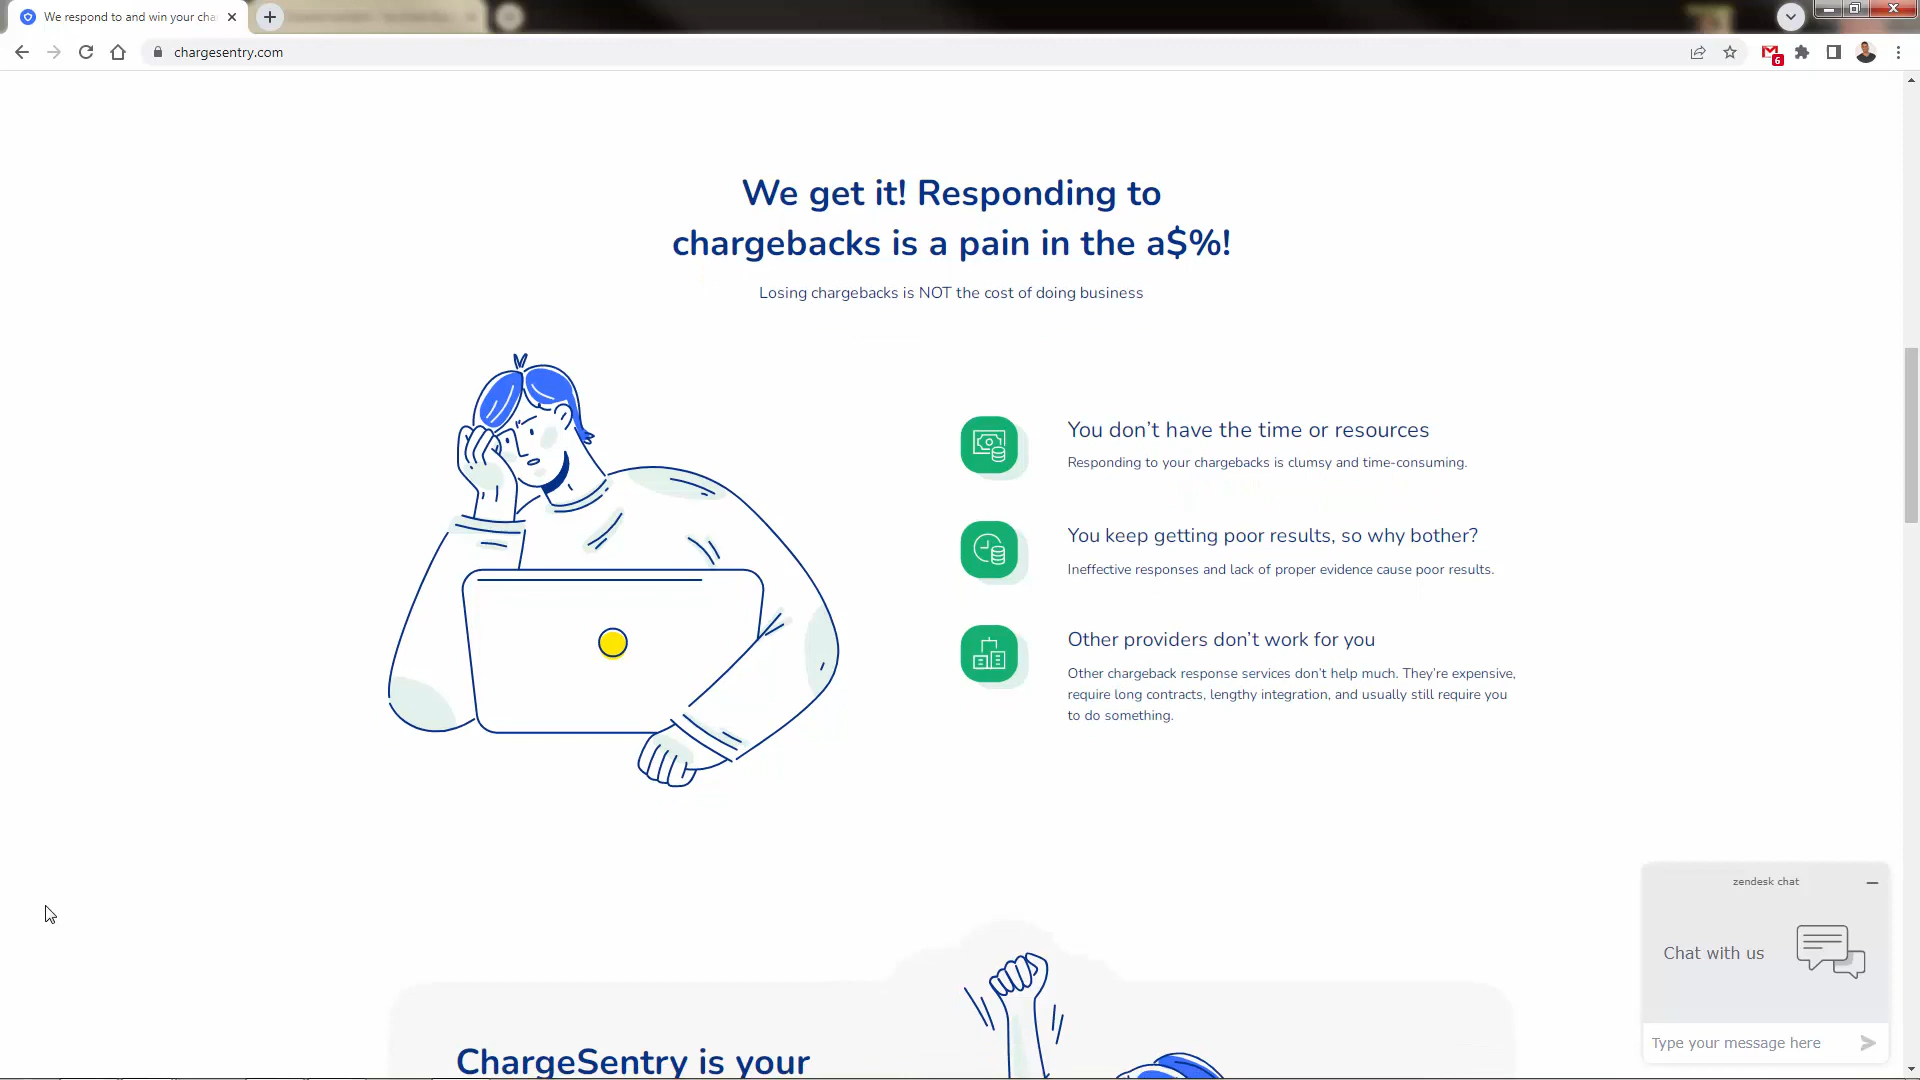 We respond to and win your cha
chargesentry.com
6
We get it! Responding to
chargebacks is a pain in the a$%!
Losing chargebacks is NOT the cost of doing business
You don’t have the time or resources
Responding to your chargebacks is clumsy and time-consuming.
You keep getting poor results, so why bother?
Ineffective responses and lack of proper evidence cause poor results.
Other providers don’t work for you
Other chargeback response services don’t help much. They’re expensive,
require long contracts, lengthy integration, and usually still require you
to do something.
zendesk chat
Chat with us
Type your message here
ChargeSentry is your